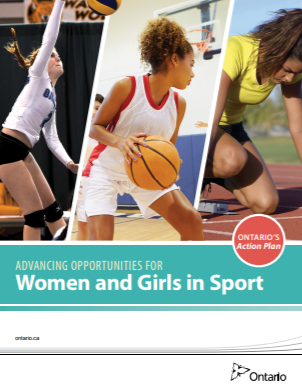 ONTARIO'S
Action Plan
ADVANCING OPPORTUNITIES FOR
Women and Girls in Sport
ontario.ca
Ontario